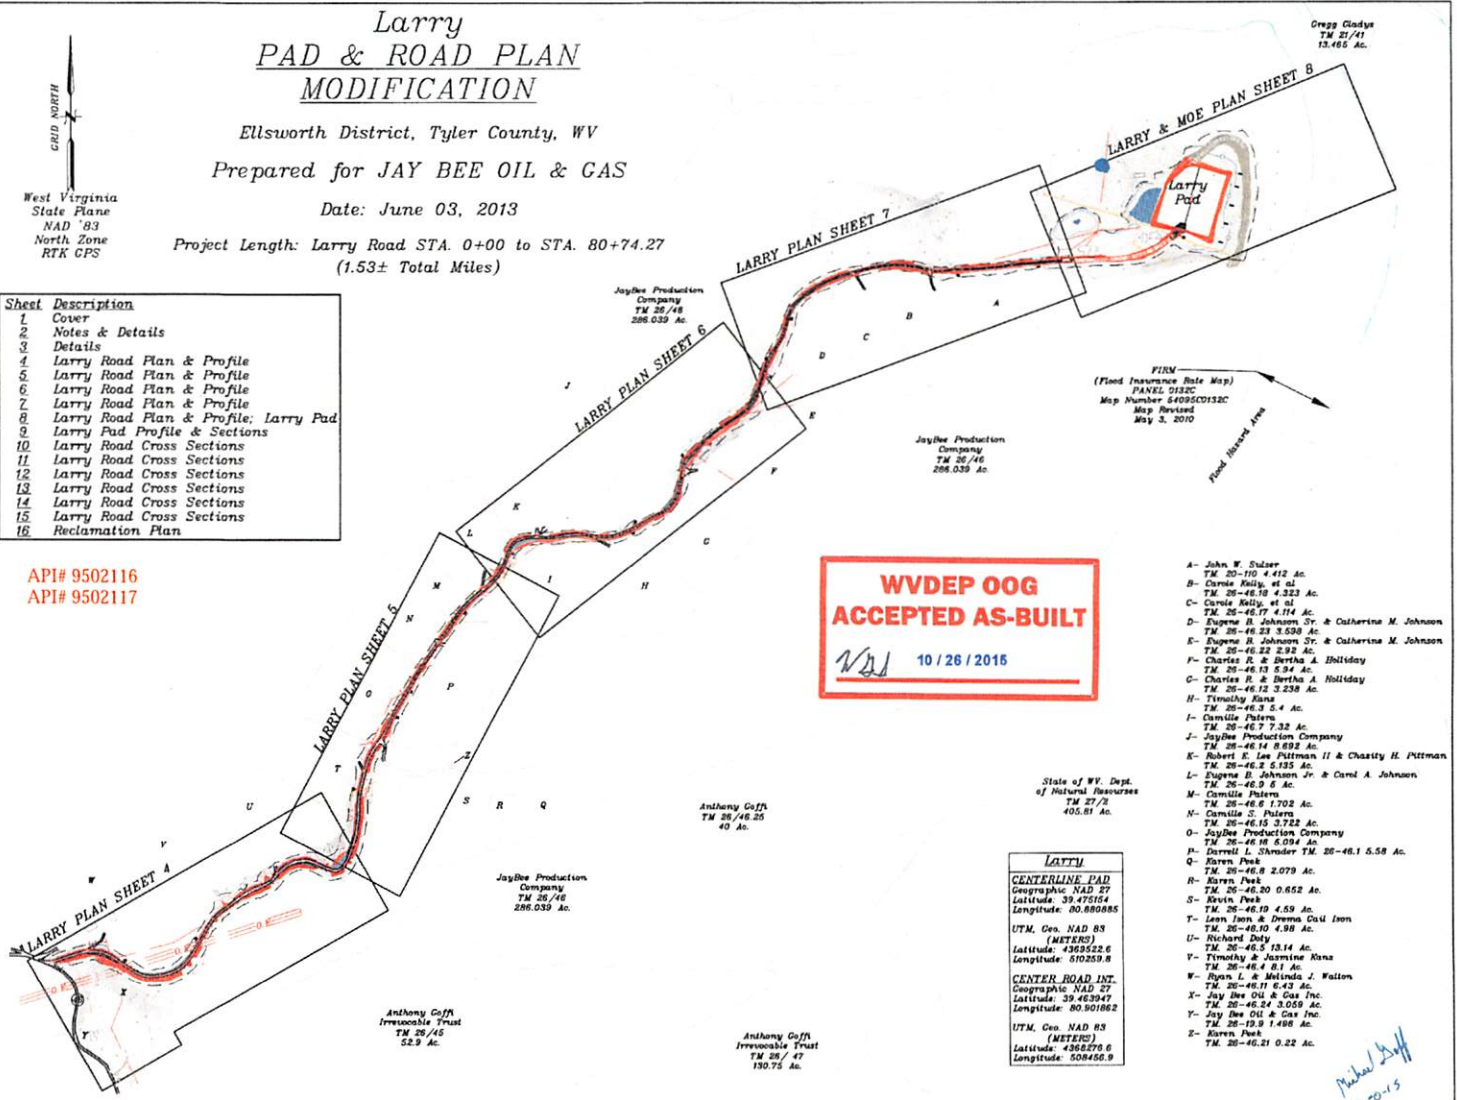 Larry
PAD & ROAD PLAN
MODIFICATION
Ellsworth District, Tyler County, WV
Prepared for JAY BEE OIL & GAS
Date: June 03, 2013
Project Length: Larry Road STA. 0+00 to STA. 80+74.27
(1.53± Total Miles)
GRID NORTH
N
West Virginia
State Plane
NAD '83
North Zone
RTK GPS
Sheet Description
1 Cover
2 Notes & Details
3 Details
4 Larry Road Plan & Profile
5 Larry Road Plan & Profile
6 Larry Road Plan & Profile
7 Larry Road Plan & Profile
8 Larry Road Plan & Profile; Larry Pad
9 Larry Pad Profile & Sections
10 Larry Road Cross Sections
11 Larry Road Cross Sections
12 Larry Road Cross Sections
13 Larry Road Cross Sections
14 Larry Road Cross Sections
15 Larry Road Cross Sections
16 Reclamation Plan
API# 9502116
API# 9502117
Gregg Gladys
TM 21/41
13.465 Ac.
LARRY & MOE PLAN SHEET 8
Larry
Pad
LARRY PLAN SHEET 7
A
B
C
D
JayBee Production
Company
TM 26/46
286.039 Ac.
LARRY PLAN SHEET 6
J
E
F
G
H
I
K
L
FIRM
(Flood Insurance Rate Map)
PANEL 0132C
Map Number 54095C0132C
Map Revised
May 3, 2010
Flood Hazard Area
JayBee Production
Company
TM 26/46
286.039 Ac.
LARRY PLAN SHEET 5
M
N
O
P
T
Z
S
R
Q
U
V
W
LARRY PLAN SHEET 4
X
Y
WVDEP OOG
ACCEPTED AS-BUILT
10 / 26 / 2015
Anthony Goffi
TM 26/46.25
40 Ac.
JayBee Production
Company
TM 26/46
286.039 Ac.
Anthony Goffi
Irrevocable Trust
TM 26/45
52.9 Ac.
Anthony Goffi
Irrevocable Trust
TM 26/ 47
130.75 Ac.
State of WV. Dept.
of Natural Resourses
TM 27/2
405.81 Ac.
Larry
CENTERLINE PAD
Geographic NAD 27
Latitude: 39.475154
Longitude: 80.880885
UTM, Geo. NAD 83
(METERS)
Latitude: 4369522.6
Longitude: 510259.8
CENTER ROAD INT.
Geographic NAD 27
Latitude: 39.463947
Longitude: 80.901862
UTM, Geo. NAD 83
(METERS)
Latitude: 4368276.6
Longitude: 508456.9
A- John W. Sulzer
TM. 20-110 4.412 Ac.
B- Carole Kelly, et al
TM. 26-46.18 4.323 Ac.
C- Carole Kelly, et al
TM. 26-46.17 4.114 Ac.
D- Eugene B. Johnson Sr. & Catherine M. Johnson
TM. 26-46.23 3.598 Ac.
E- Eugene B. Johnson Sr. & Catherine M. Johnson
TM. 26-46.22 2.92 Ac.
F- Charles R. & Bertha A. Holliday
TM. 26-46.13 5.94 Ac.
G- Charles R. & Bertha A. Holliday
TM. 26-46.12 3.238 Ac.
H- Timothy Kans
TM. 26-46.3 5.4 Ac.
I- Camille Patera
TM. 26-46.7 7.32 Ac.
J- JayBee Production Company
TM. 26-46.14 8.692 Ac.
K- Robert E. Lee Pittman II & Chasity H. Pittman
TM. 26-46.2 5.135 Ac.
L- Eugene B. Johnson Jr. & Carol A. Johnson
TM. 26-46.9 5 Ac.
M- Camille Patera
TM. 26-46.6 1.702 Ac.
N- Camille S. Patera
TM. 26-46.15 3.722 Ac.
O- JayBee Production Company
TM. 26-46.16 5.094 Ac.
P- Darrell L. Shrader TM. 26-46.1 5.58 Ac.
Q- Karen Peek
TM. 26-46.8 2.079 Ac.
R- Karen Peek
TM. 26-46.20 0.652 Ac.
S- Kevin Peek
TM. 26-46.19 4.59 Ac.
T- Leon Ison & Drema Gail Ison
TM. 26-46.10 4.98 Ac.
U- Richard Doty
TM. 26-46.5 13.14 Ac.
V- Timothy & Jasmine Kans
TM. 26-46.4 8.1 Ac.
W- Ryan L & Melinda J. Walton
TM. 26-46.11 6.43 Ac.
X- Jay Bee Oil & Gas Inc.
TM. 26-46.24 3.059 Ac.
Y- Jay Bee Oil & Gas Inc.
TM. 26-19.9 1.498 Ac.
Z- Karen Peek
TM. 26-46.21 0.22 Ac.